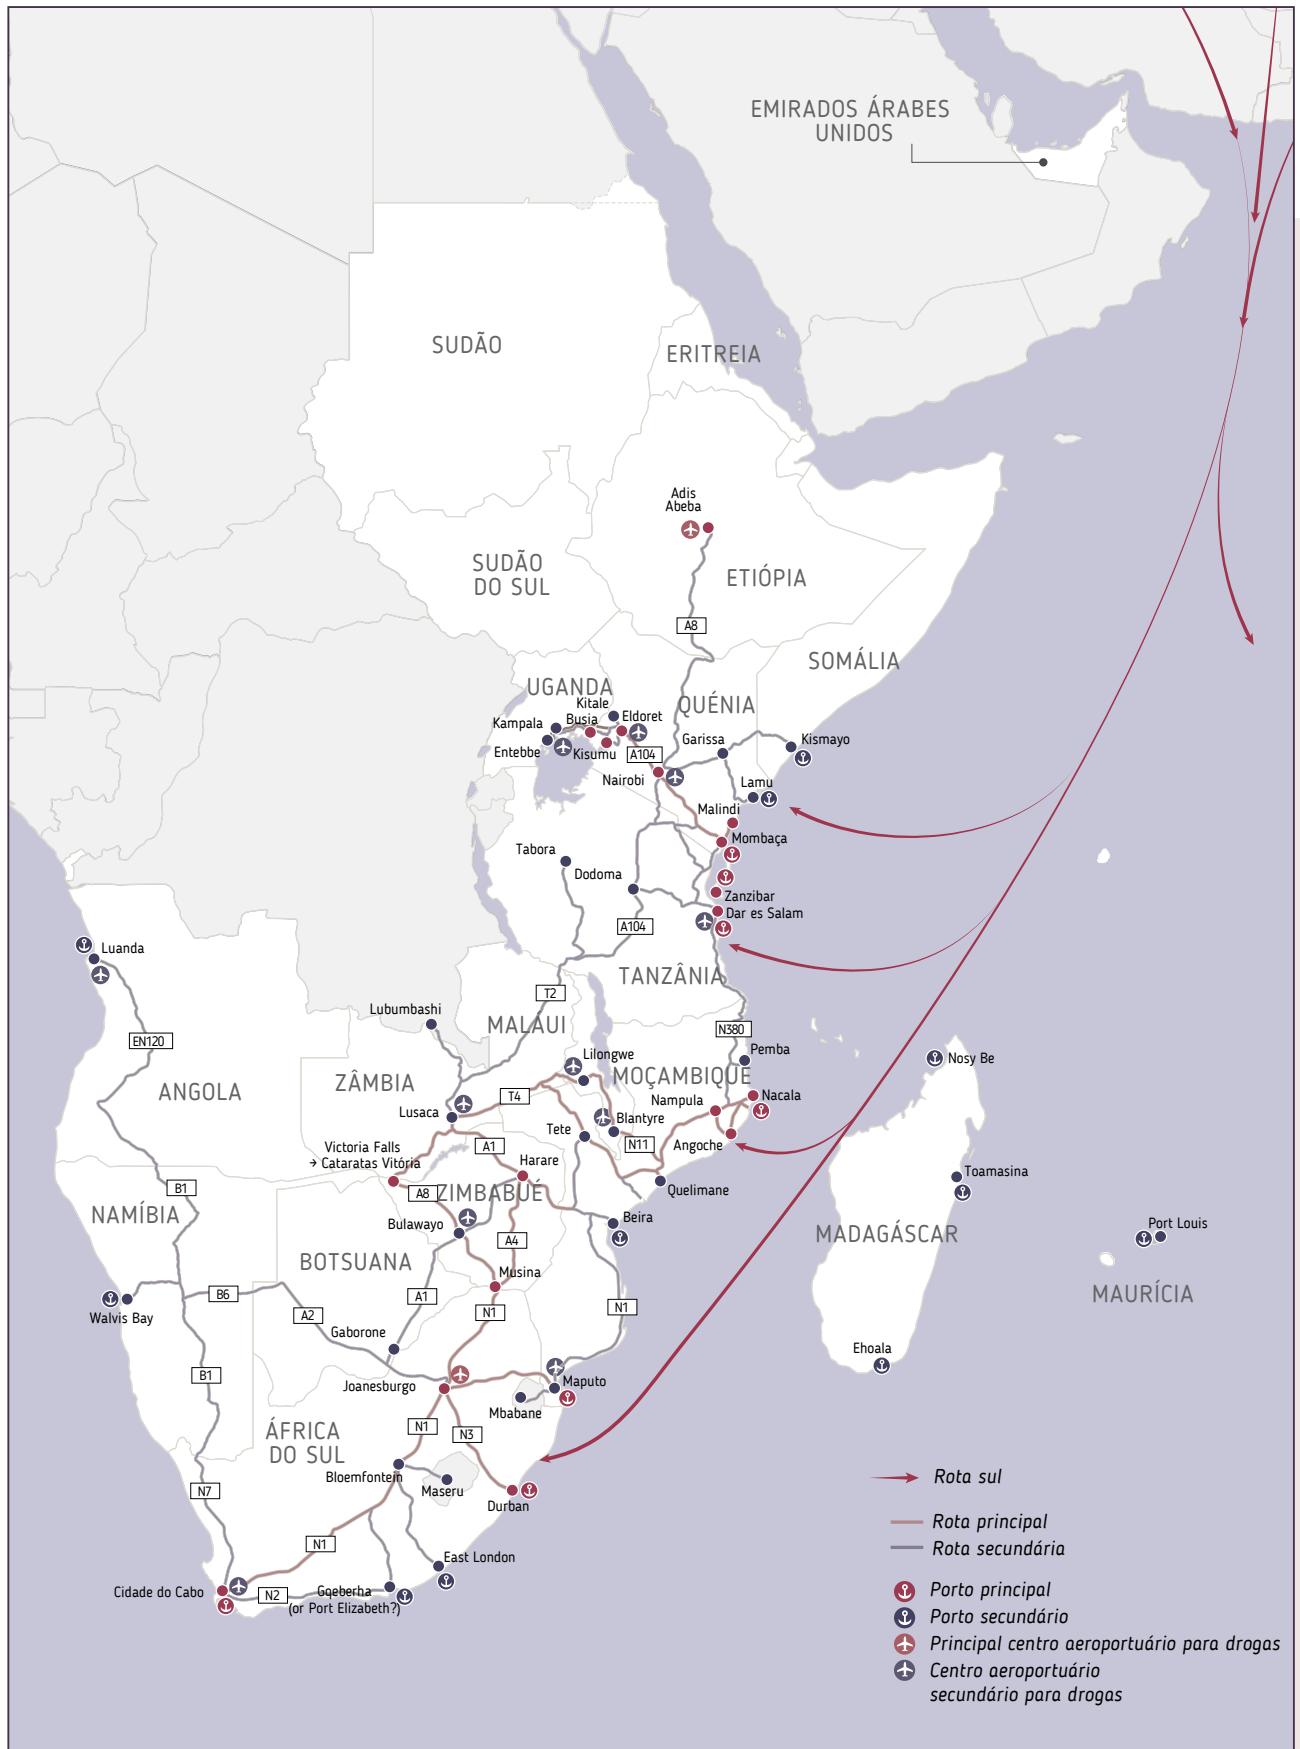 EMIRADOS ÁRABES
UNIDOS
SUDÃO
ERITREIA
Adis
Abeba
SUDÃO
DO SUL
ETIÓPIA
A8
SOMÁLIA
UGANDA
Kitale
QUÉNIA
Kampala
Busia
Eldoret
Garissa
Kismayo
Entebbe
Kisumu
A104
Nairobi
Lamu
Malindi
Mombaça
Tabora
Dodoma
Zanzibar
Dar es Salam
A104
Luanda
TANZÂNIA
T2
Lubumbashi
MALAUI
N380
EN120
Pemba
Lilongwe
Nosy Be
ANGOLA
ZÂMBIA
MOÇAMBIQUE
T4
Nampula
Nacala
Lusaca
Blantyre
Tete
N11
Angoche
Victoria Falls
→ Cataratas Vitória
A1
Harare
Toamasina
B1
A8
ZIMBABUÉ
Quelimane
NAMÍBIA
Bulawayo
Beira
Port Louis
MADAGÁSCAR
A4
BOTSUANA
Musina
MAURÍCIA
B6
A1
Walvis Bay
A2
N1
N1
Gaborone
Ehoala
B1
Joanesburgo
Maputo
Mbabane
ÁFRICA
DO SUL
N1
N3
Bloemfontein
Maseru
N7
Durban
N1
East London
Cidade do Cabo
N2
Gqeberha
(or Port Elizabeth?)
Rota sul
Rota principal
Rota secundária
Porto principal
Porto secundário
Principal centro aeroportuário para drogas
Centro aeroportuário
secundário para drogas